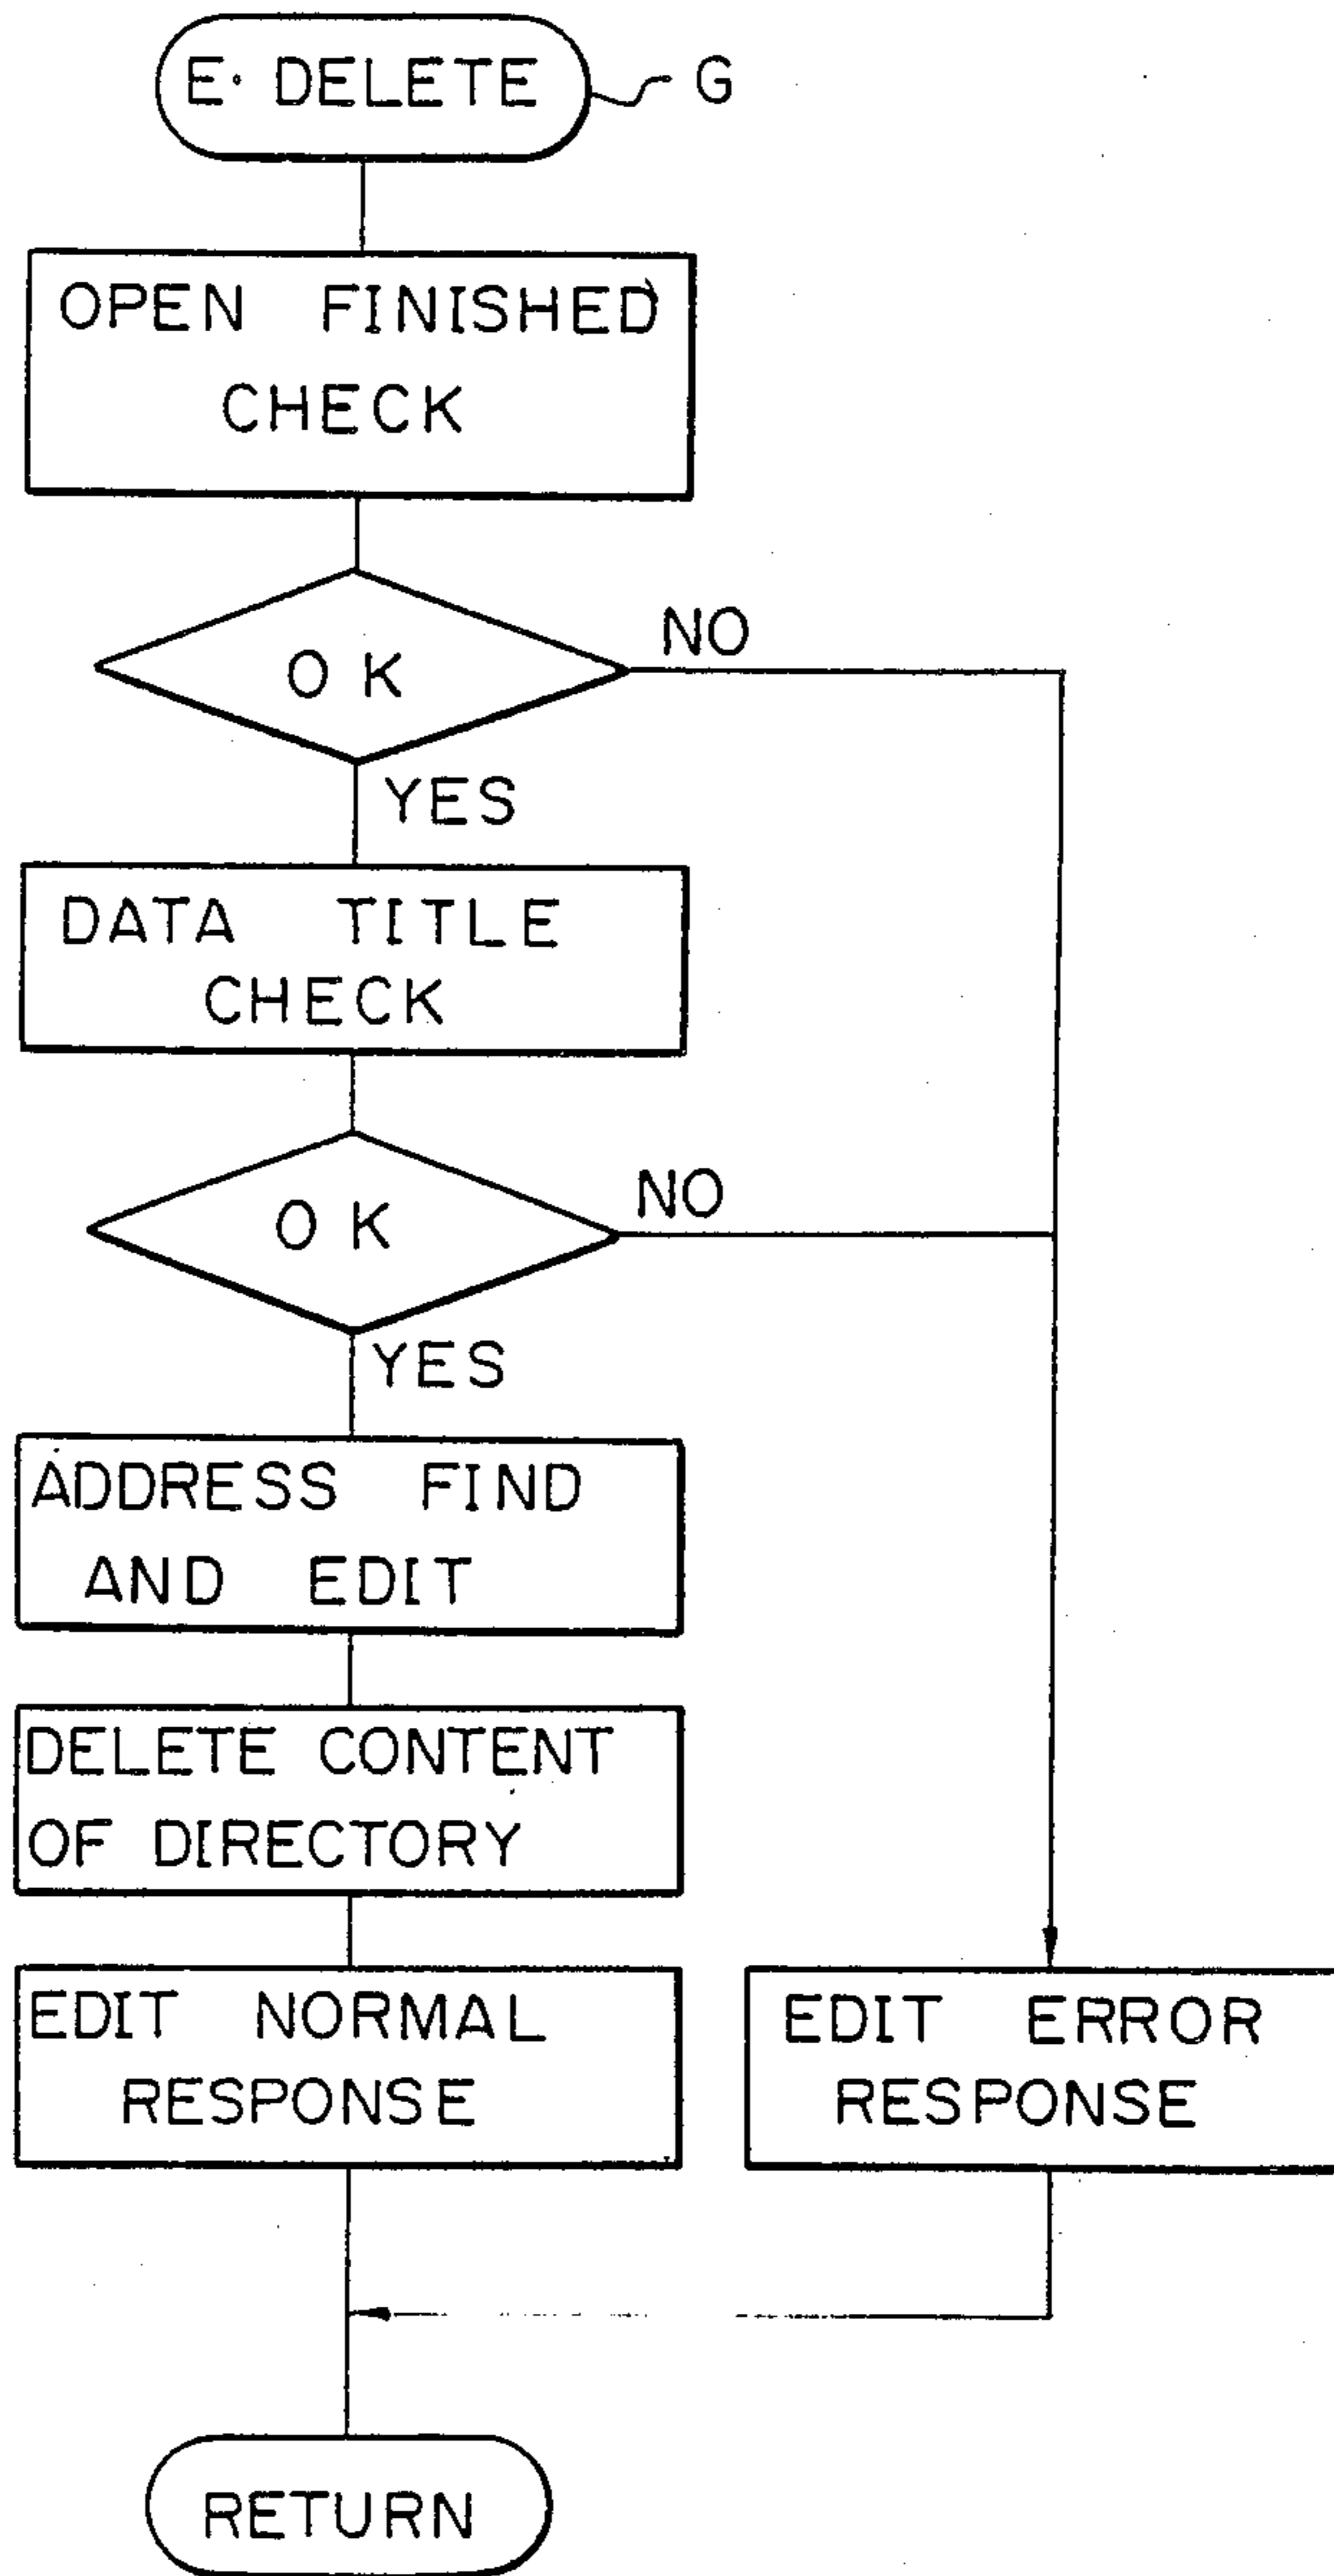 E· DELETE
G
OPEN FINISHED
CHECK
OK
NO
YES
DATA TITLE
CHECK
OK
NO
YES
ADDRESS FIND
AND EDIT
DELETE CONTENT
OF DIRECTORY
EDIT NORMAL
RESPONSE
EDIT ERROR
RESPONSE
RETURN